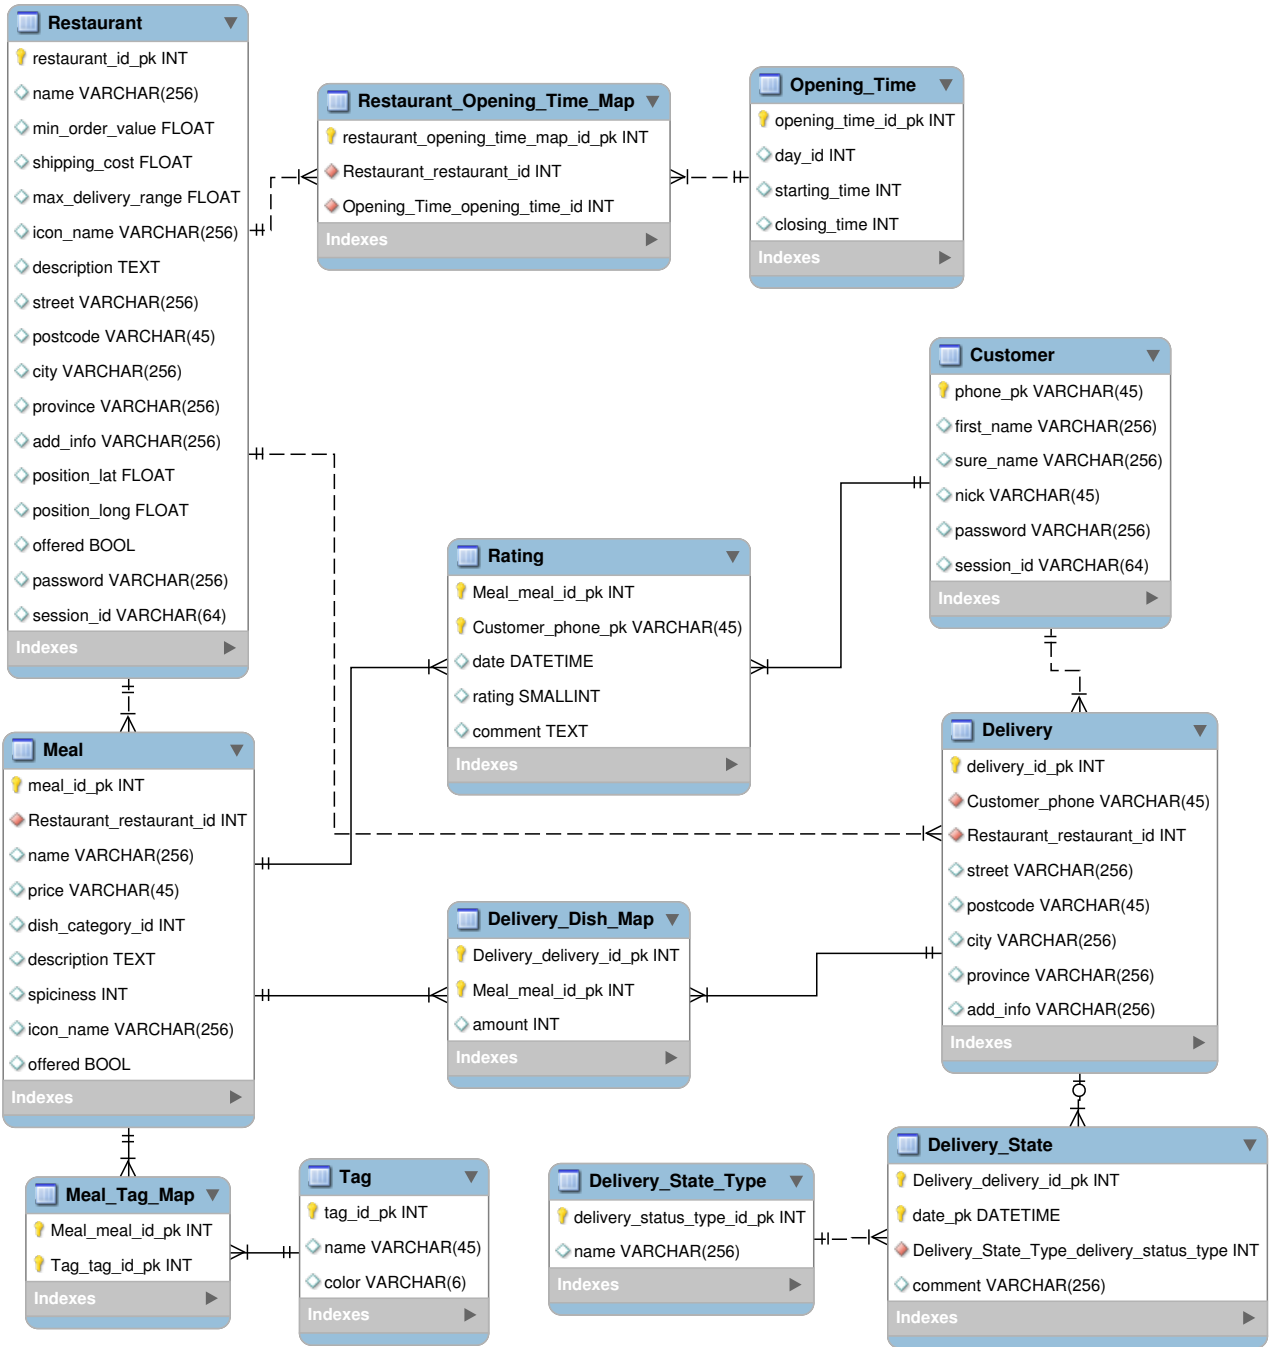 Restaurant
restaurant_id_pk INT
name VARCHAR(256)
min_order_value FLOAT
shipping_cost FLOAT
max_delivery_range FLOAT
icon_name VARCHAR(256)
description TEXT
street VARCHAR(256)
postcode VARCHAR(45)
city VARCHAR(256)
province VARCHAR(256)
add_info VARCHAR(256)
position_lat FLOAT
position_long FLOAT
offered BOOL
password VARCHAR(256)
session_id VARCHAR(64)
Indexes
Restaurant_Opening_Time_Map
restaurant_opening_time_map_id_pk INT
Restaurant_restaurant_id INT
Opening_Time_opening_time_id INT
Indexes
Opening_Time
opening_time_id_pk INT
day_id INT
starting_time INT
closing_time INT
Indexes
Customer
phone_pk VARCHAR(45)
first_name VARCHAR(256)
sure_name VARCHAR(256)
nick VARCHAR(45)
password VARCHAR(256)
session_id VARCHAR(64)
Indexes
Rating
Meal_meal_id_pk INT
Customer_phone_pk VARCHAR(45)
date DATETIME
rating SMALLINT
comment TEXT
Indexes
Meal
meal_id_pk INT
Restaurant_restaurant_id INT
name VARCHAR(256)
price VARCHAR(45)
dish_category_id INT
description TEXT
spiciness INT
icon_name VARCHAR(256)
offered BOOL
Indexes
Delivery
delivery_id_pk INT
Customer_phone VARCHAR(45)
Restaurant_restaurant_id INT
street VARCHAR(256)
postcode VARCHAR(45)
city VARCHAR(256)
province VARCHAR(256)
add_info VARCHAR(256)
Indexes
Delivery_Dish_Map
Delivery_delivery_id_pk INT
Meal_meal_id_pk INT
amount INT
Indexes
Meal_Tag_Map
Meal_meal_id_pk INT
Tag_tag_id_pk INT
Indexes
Tag
tag_id_pk INT
name VARCHAR(45)
color VARCHAR(6)
Indexes
Delivery_State_Type
delivery_status_type_id_pk INT
name VARCHAR(256)
Indexes
Delivery_State
Delivery_delivery_id_pk INT
date_pk DATETIME
Delivery_State_Type_delivery_status_type INT
comment VARCHAR(256)
Indexes